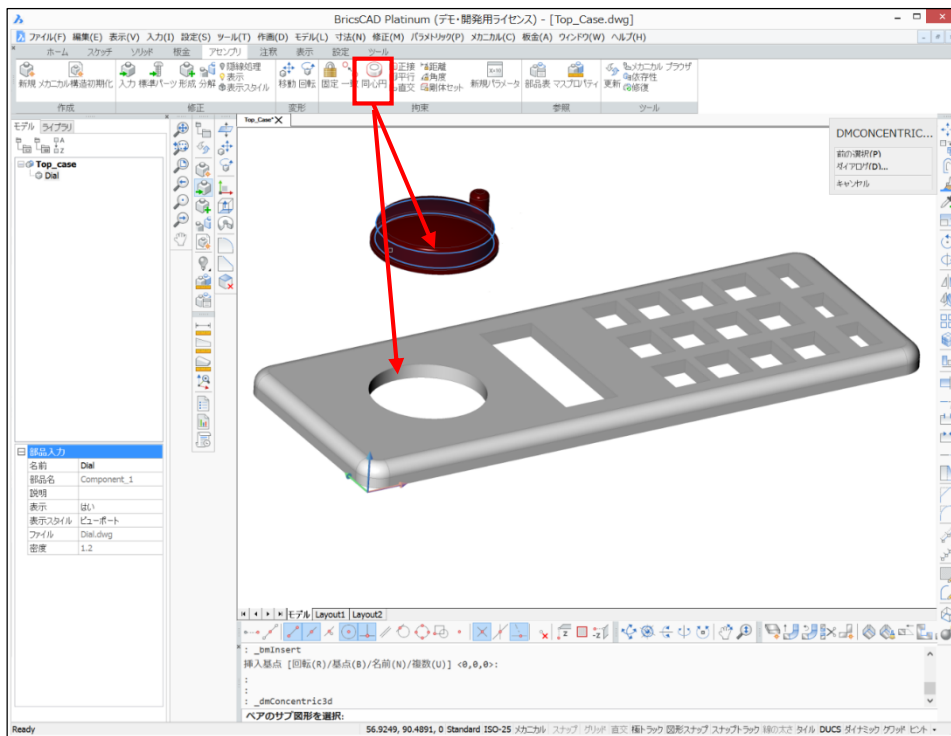 BricsCAD Platinum (デモ・開発用ライセンス) - [Top_Case.dwg]
ファイル(F) 編集(E) 表示(V) 入力(I) 設定(S) ツール(T) 作画(D) モデル(L) 寸法(N) 修正(M) パラメトリック(P) メカニカル(C) 板金(A) ウィンドウ(W) ヘルプ(H)
ホーム スケッチ ソリッド 板金 アセンブリ 注釈 表示 設定 ツール
隠線処理 正接 距離 メカニカル ブラウザ
表示 平行 角度 依存性
新規 メカニカル構造初期化 入力 標準パーツ 形成 分解 表示スタイル 移動 回転 固定 一般 同心円 直交 剛体セット 新規パラメータ 部品表 マスプロパティ 更新 修復
作成 修正 変形 拘束 参照 ツール
モデル ライブラリ
Top_Case* X
DMCONCENTRIC...
前の選択(P)
ダイアログ(D)...
キャンセル
Top_case
Dial
部品入力
名前 Dial
部品名 Component_1
説明
表示 はい
表示スタイル ビューポート
ファイル Dial.dwg
密度 1.2
モデル Layout1 Layout2
: _bmInsert
挿入基点 [回転(R)/基点(B)/名前(N)/複数(U)] <0,0,0>:
:
:
: _dmConcentric3d
ペアのサブ図形を選択:
Ready 56.9249, 90.4891, 0 Standard ISO-25 メカニカル スナップ グリッド 直交 極トラック 図形スナップ スナップトラック 線の太さ タイル DUCS ダイナミック クワッド ヒント